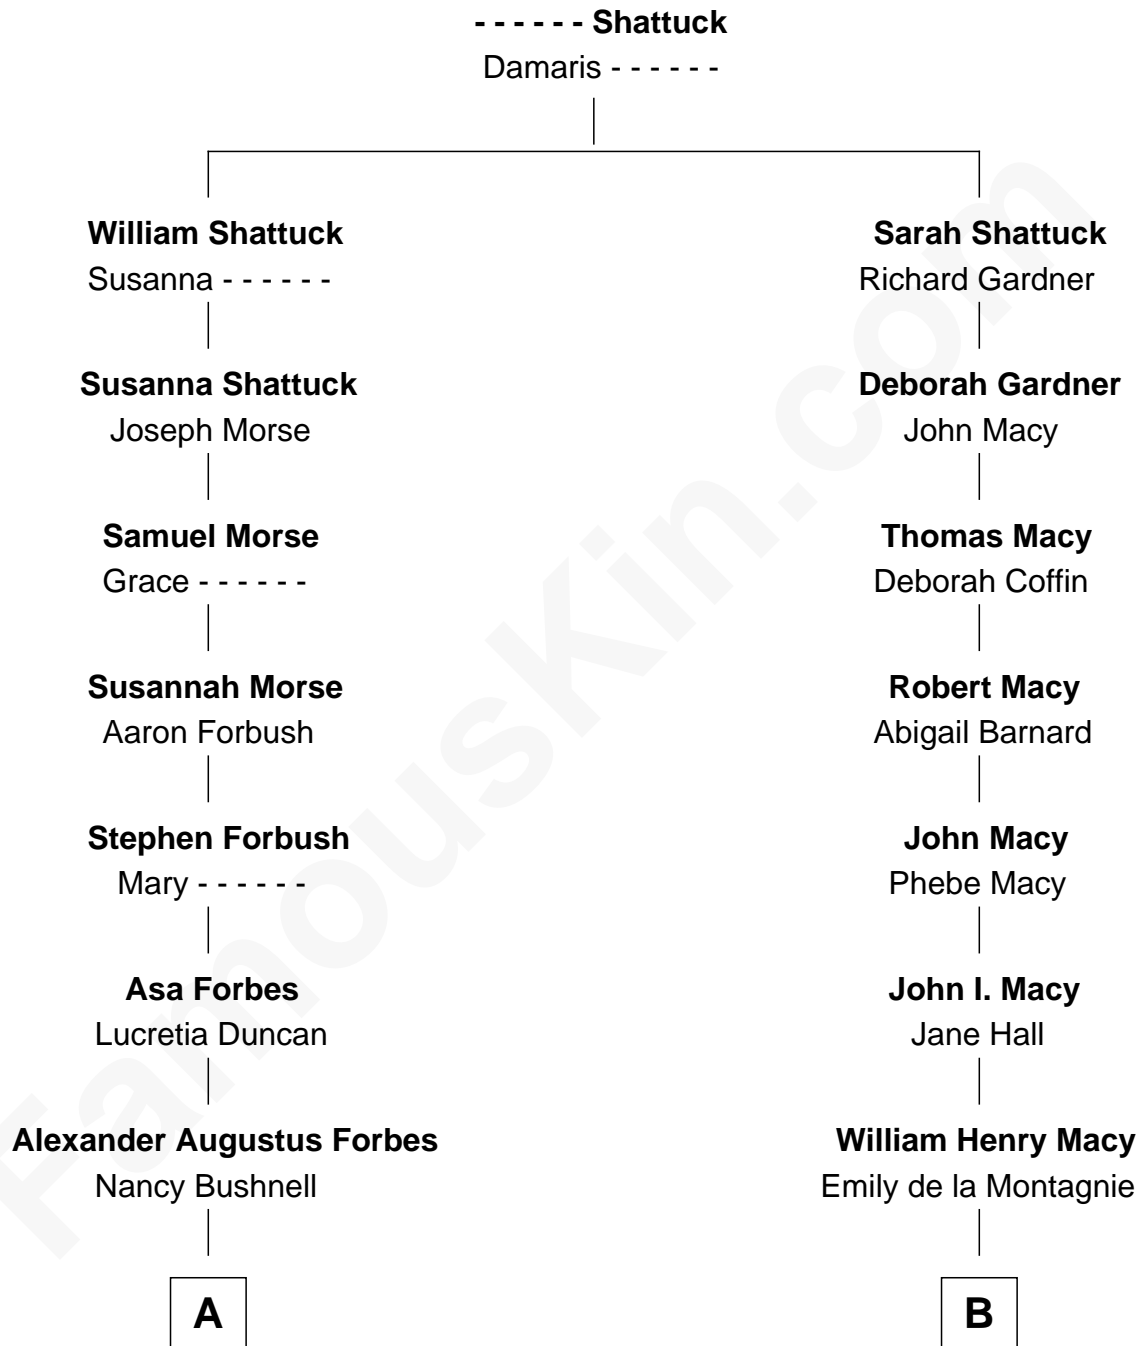 - - - - - - Shattuck
Damaris - - - - - -
William Shattuck
Susanna - - - - - -
Sarah Shattuck
Richard Gardner
Susanna Shattuck
Joseph Morse
Deborah Gardner
John Macy
Samuel Morse
Grace - - - - - -
Thomas Macy
Deborah Coffin
Susannah Morse
Aaron Forbush
Robert Macy
Abigail Barnard
Stephen Forbush
Mary - - - - - -
John Macy
Phebe Macy
Asa Forbes
Lucretia Duncan
John I. Macy
Jane Hall
Alexander Augustus Forbes
Nancy Bushnell
William Henry Macy
Emily de la Montagnie
A
B
FamousKin.com